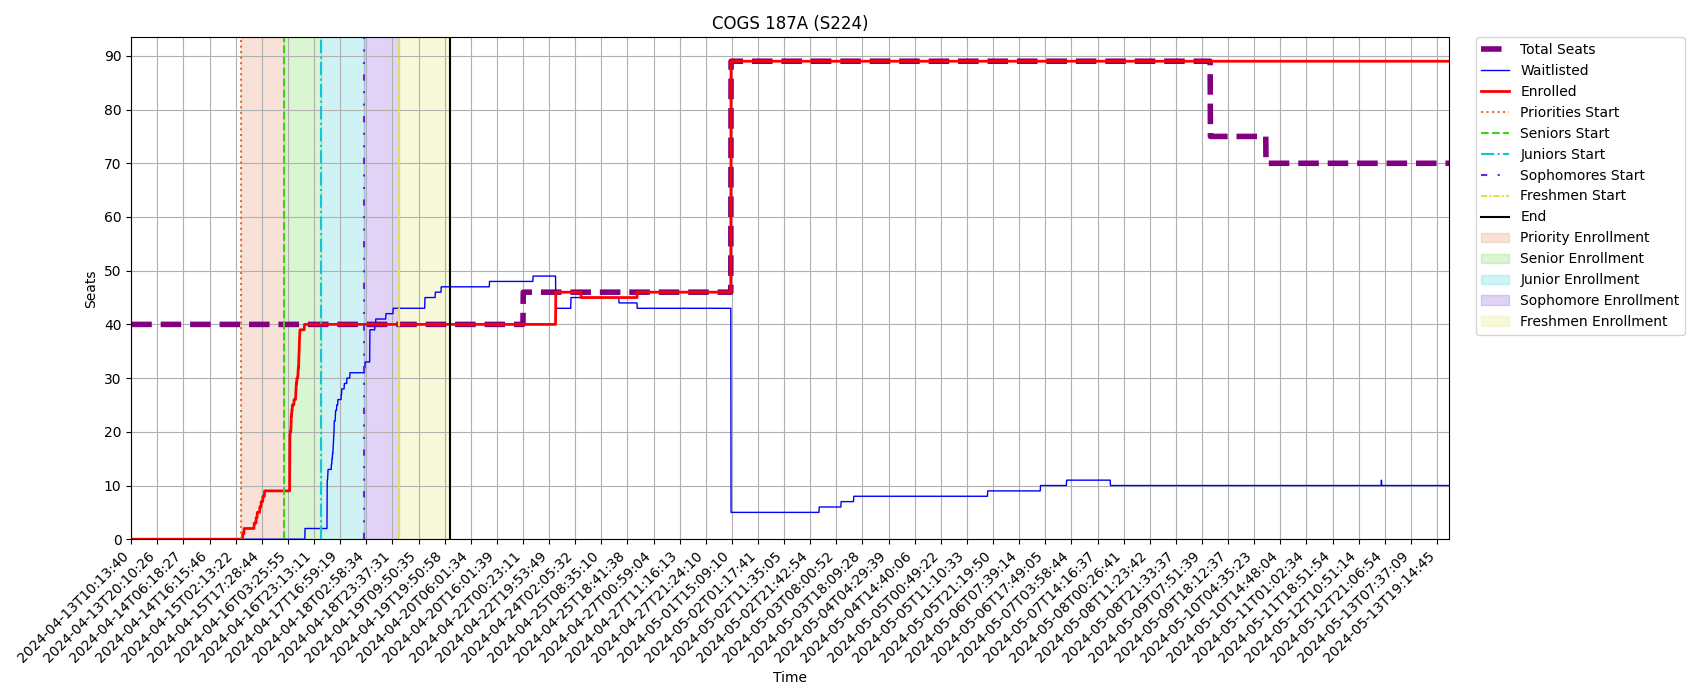 COGS 187A (S224)
90
80
70
60
50
40
30
20
10
0
Seats
2024-04-13T10:13:40
2024-04-13T20:10:26
2024-04-14T06:18:27
2024-04-14T16:15:46
2024-04-15T02:13:22
2024-04-15T17:28:44
2024-04-16T03:25:55
2024-04-16T23:13:11
2024-04-17T16:59:19
2024-04-18T02:58:34
2024-04-18T23:37:31
2024-04-19T09:50:35
2024-04-19T19:50:58
2024-04-20T06:01:34
2024-04-20T16:01:39
2024-04-22T00:23:11
2024-04-22T19:53:49
2024-04-24T02:05:32
2024-04-25T08:35:10
2024-04-25T18:41:38
2024-04-27T00:59:04
2024-04-27T11:16:13
2024-04-27T21:24:10
2024-05-01T15:09:10
2024-05-02T01:17:41
2024-05-02T11:35:05
2024-05-02T21:42:54
2024-05-03T08:00:52
2024-05-03T18:09:28
2024-05-04T04:29:39
2024-05-04T14:40:06
2024-05-05T00:49:22
2024-05-05T11:10:33
2024-05-05T21:19:50
2024-05-06T07:39:14
2024-05-06T17:49:05
2024-05-07T03:58:44
2024-05-07T14:16:37
2024-05-08T00:26:41
2024-05-08T11:23:42
2024-05-08T21:33:37
2024-05-09T07:51:39
2024-05-09T18:12:37
2024-05-10T04:35:23
2024-05-10T14:48:04
2024-05-11T01:02:34
2024-05-11T18:51:54
2024-05-12T10:51:14
2024-05-12T21:06:54
2024-05-13T07:37:09
2024-05-13T19:14:45
Time
Total Seats
Waitlisted
Enrolled
Priorities Start
Seniors Start
Juniors Start
Sophomores Start
Freshmen Start
End
Priority Enrollment
Senior Enrollment
Junior Enrollment
Sophomore Enrollment
Freshmen Enrollment